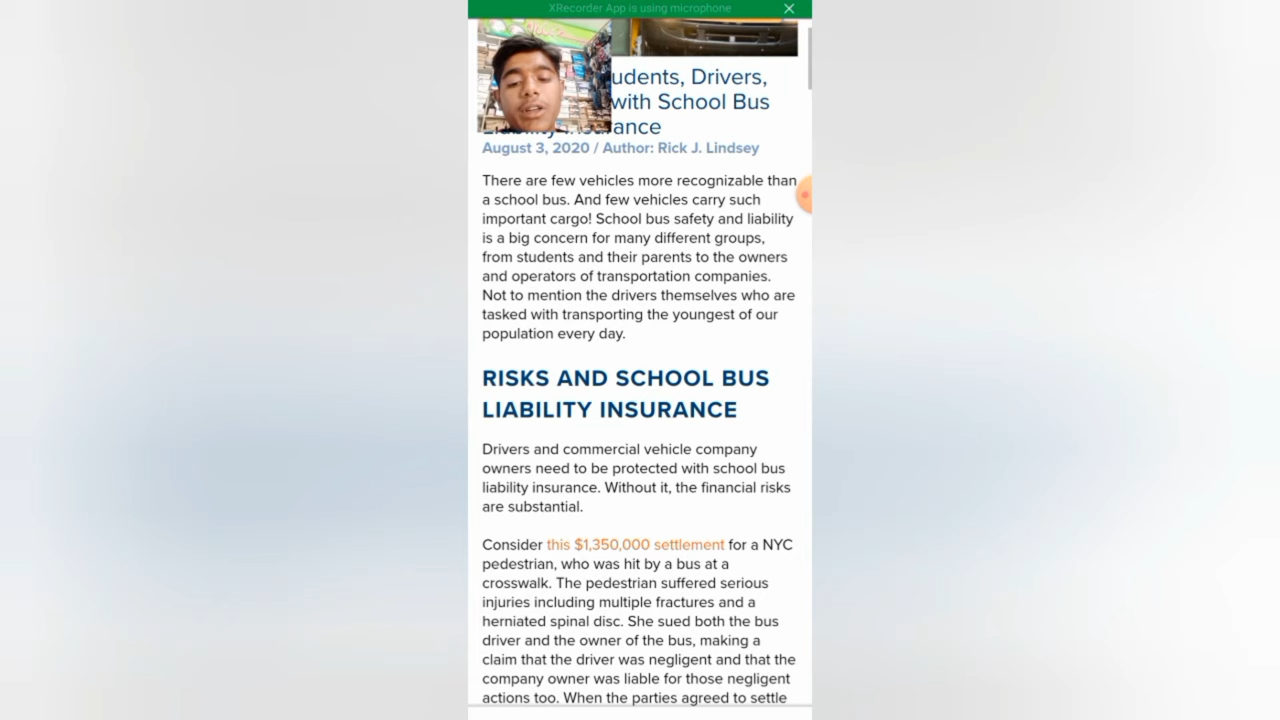 XRecorder App is using microphone
udents, Drivers,
with School Bus
Liability Insurance
August 3, 2020 / Author: Rick J. Lindsey
There are few vehicles more recognizable than
a school bus. And few vehicles carry such
important cargo! School bus safety and liability
is a big concern for many different groups,
from students and their parents to the owners
and operators of transportation companies.
Not to mention the drivers themselves who are
tasked with transporting the youngest of our
population every day.
RISKS AND SCHOOL BUS
LIABILITY INSURANCE
Drivers and commercial vehicle company
owners need to be protected with school bus
liability insurance. Without it, the financial risks
are substantial.
Consider this $1,350,000 settlement for a NYC
pedestrian, who was hit by a bus at a
crosswalk. The pedestrian suffered serious
injuries including multiple fractures and a
herniated spinal disc. She sued both the bus
driver and the owner of the bus, making a
claim that the driver was negligent and that the
company owner was liable for those negligent
actions too. When the parties agreed to settle